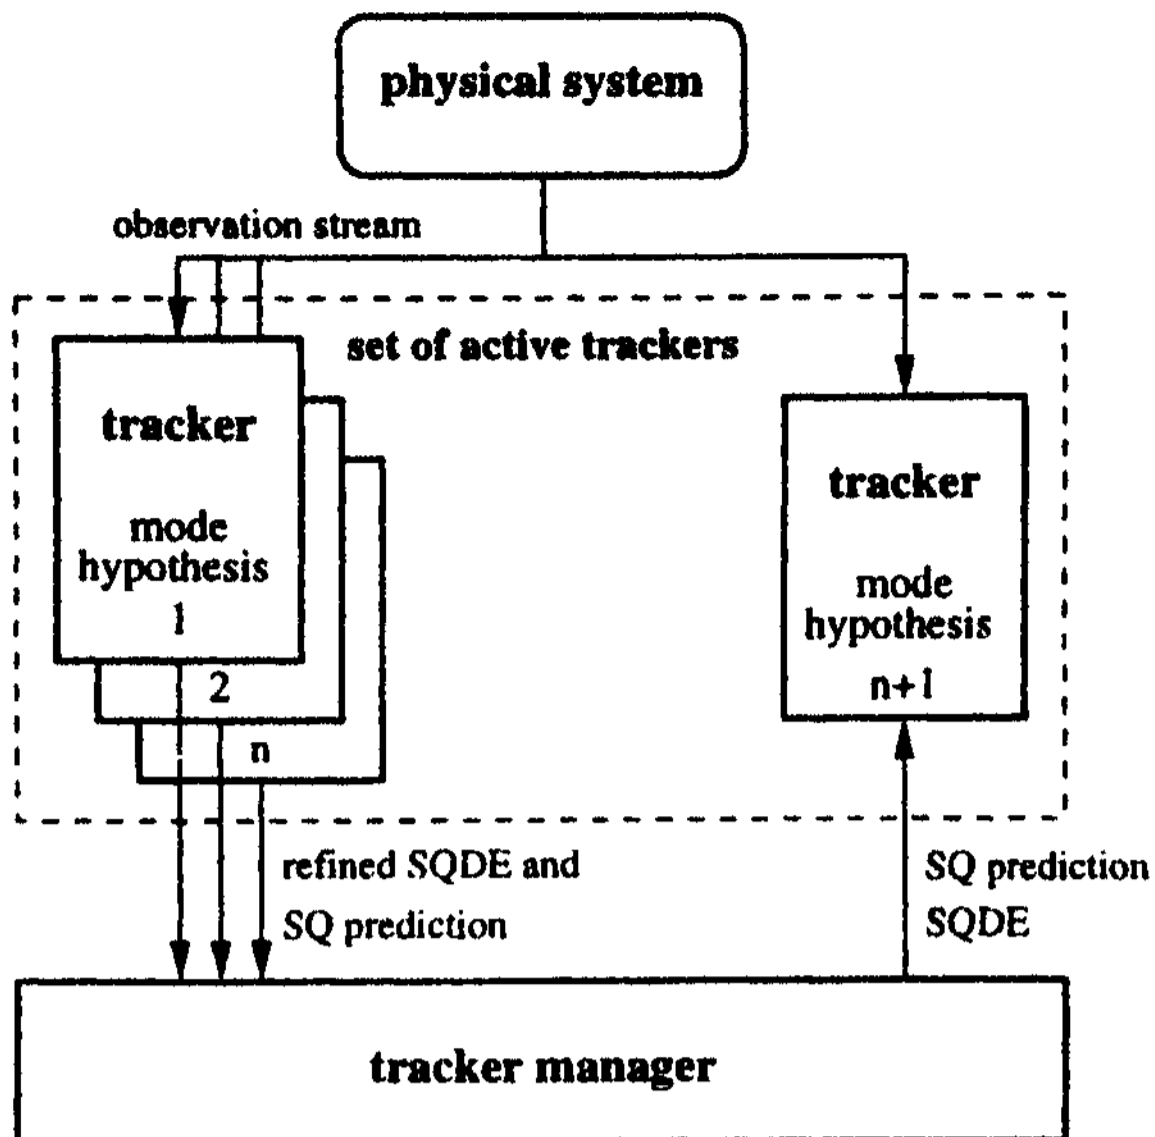 physical system
observation stream
set of active trackers
tracker
mode
hypothesis
1
2
n
tracker
mode
hypothesis
n+1
refined SQDE and
SQ prediction
SQ prediction
SQDE
tracker manager